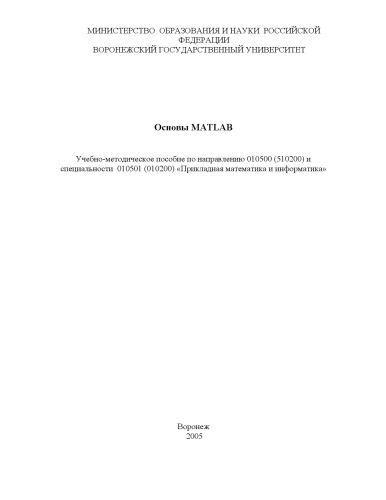 МИНИСТЕРСТВО ОБРАЗОВАНИЯ И НАУКИ РОССИЙСКОЙ
ФЕДЕРАЦИИ
ВОРОНЕЖСКИЙ ГОСУДАРСТВЕННЫЙ УНИВЕРСИТЕТ
Основы MATLAB
Учебно-методическое пособие по направлению 010500 (510200) и
специальности 010501 (010200) «Прикладная математика и информатика»
Воронеж
2005